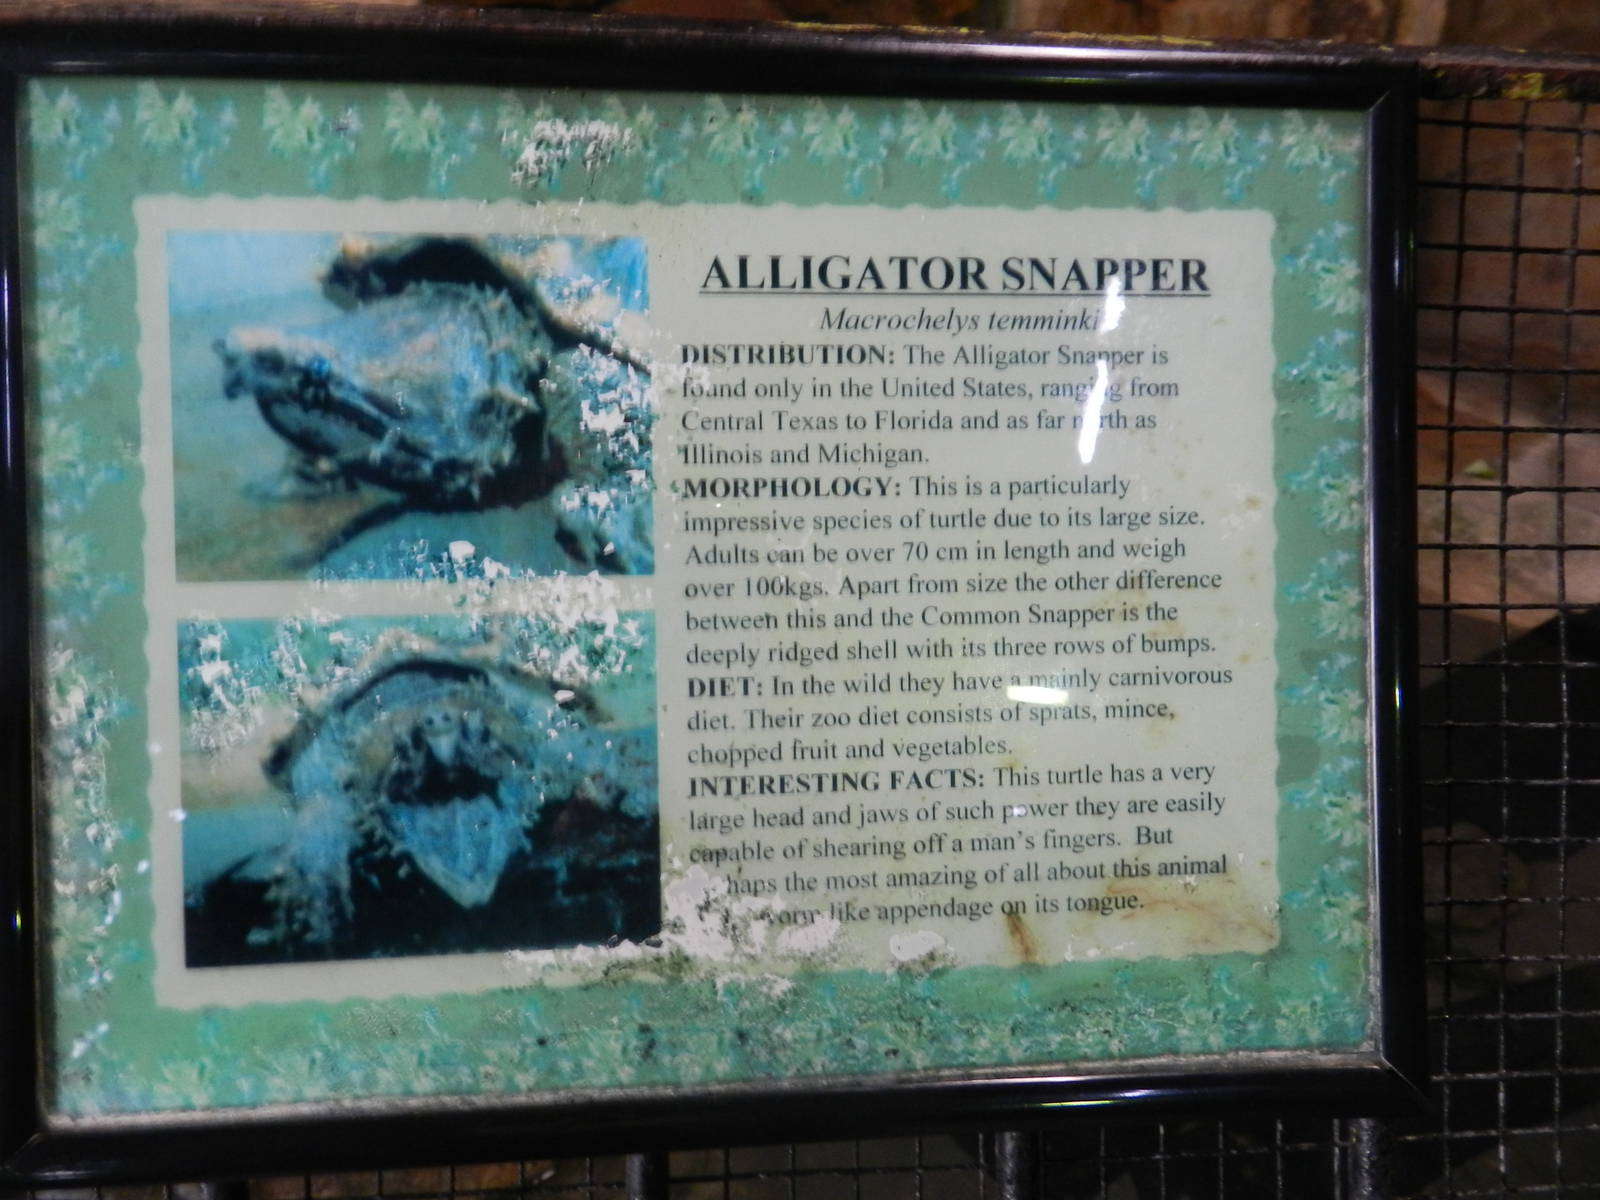 ALLIGATOR SNAPPER
Macrochelys temminki
DISTRIBUTION: The Alligator Snapper is
found only in the United States, ranging from
Central Texas to Florida and as far north as
Illinois and Michigan.
MORPHOLOGY: This is a particularly
impressive species of turtle due to its large size.
Adults can be over 70 cm in length and weigh
over 100kgs. Apart from size the other difference
between this and the Common Snapper is the
deeply ridged shell with its three rows of bumps.
DIET: In the wild they have a mainly carnivorous
diet. Their zoo diet consists of sprats, mince,
chopped fruit and vegetables.
INTERESTING FACTS: This turtle has a very
large head and jaws of such power they are easily
capable of shearing off a man's fingers. But
haps the most amazing of all about this animal
worm like appendage on its tongue.